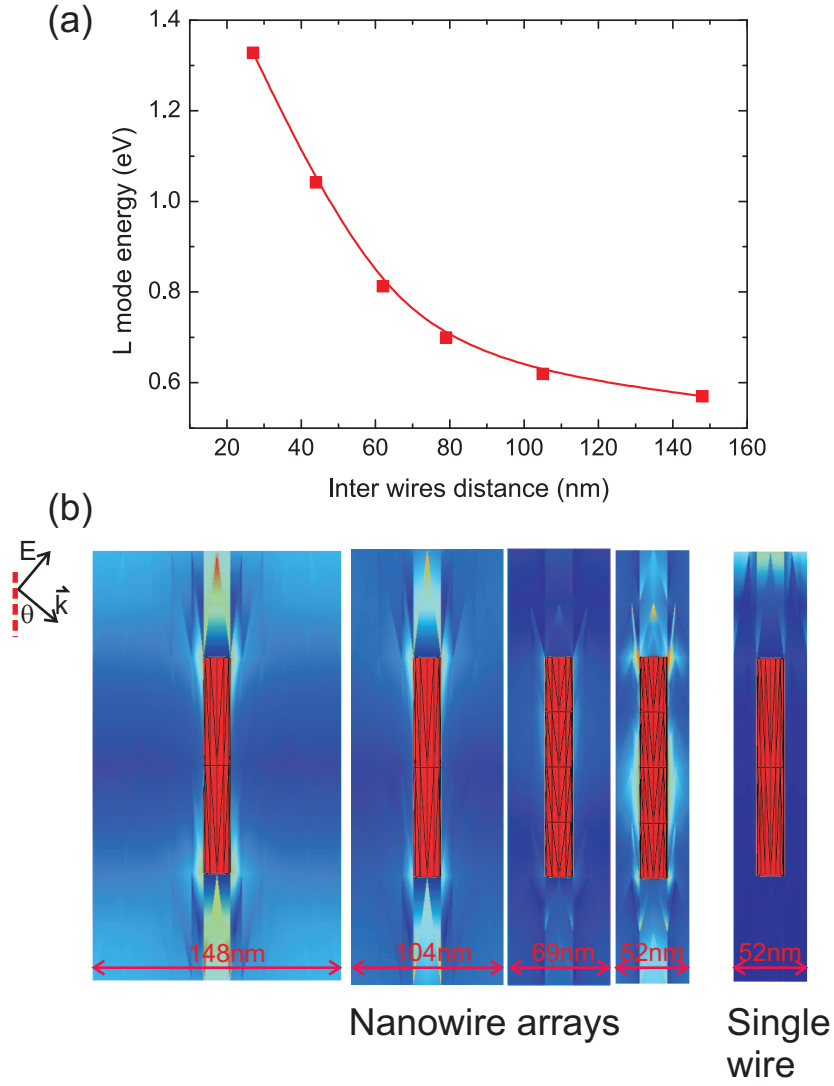 (a)
1.4
1.2
1.0
0.8
0.6
L mode energy (eV)
20 40 60 80 100 120 140 160
Inter wires distance (nm)
(b)
E
θ
k
148nm 104nm 69nm 52nm 52nm
Nanowire arrays
Single
wire